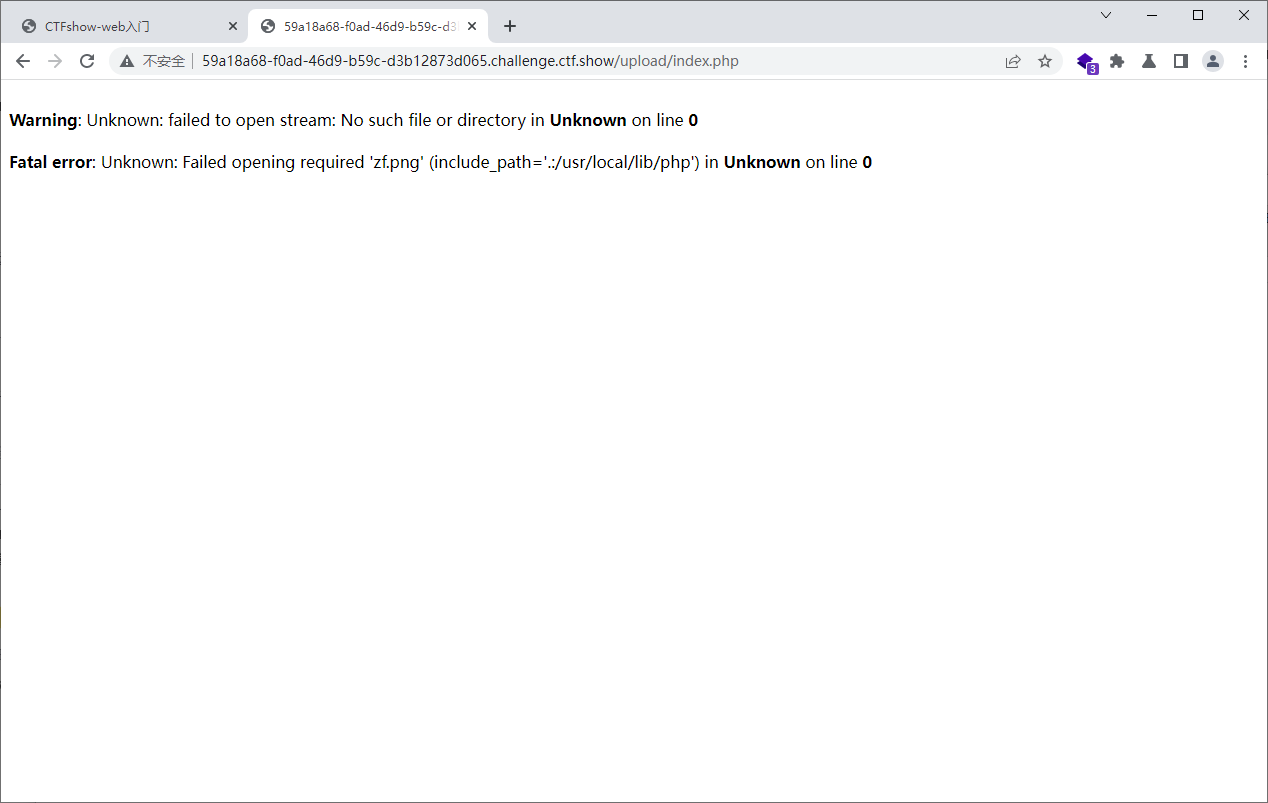 CTFshow-web入门
59a18a68-f0ad-46d9-b59c-d3
不安全
59a18a68-f0ad-46d9-b59c-d3b12873d065.challenge.ctf.show/upload/index.php
3
Warning: Unknown: failed to open stream: No such file or directory in Unknown on line 0
Fatal error: Unknown: Failed opening required 'zf.png' (include_path='.:/usr/local/lib/php') in Unknown on line 0